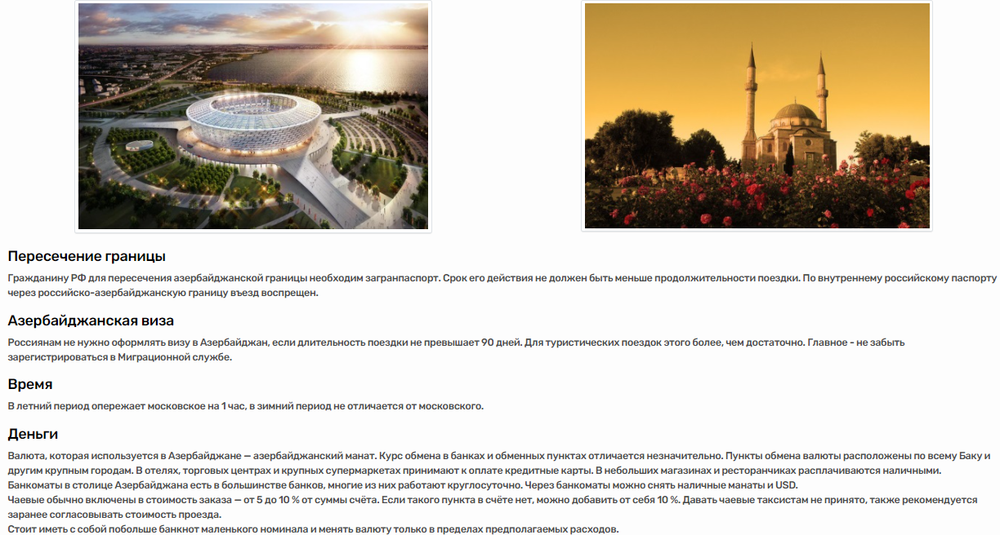 Пересечение границы
Гражданину РФ для пересечения азербайджанской границы необходим загранпаспорт. Срок его действия не должен быть меньше продолжительности поездки. По внутреннему российскому паспорту
через российско-азербайджанскую границу въезд воспрещен.
Азербайджанская виза
Россиянам не нужно оформлять визу в Азербайджан, если длительность поездки не превышает 90 дней. Для туристических поездок этого более, чем достаточно. Главное - не забыть
зарегистрироваться в Миграционной службе.
Время
В летний период опережает московское на 1 час, в зимний период не отличается от московского.
Деньги
Валюта, которая используется в Азербайджане — азербайджанский манат. Курс обмена в банках и обменных пунктах отличается незначительно. Пункты обмена валюты расположены по всему Баку и
другим крупным городам. В отелях, торговых центрах и крупных супермаркетах принимают к оплате кредитные карты. В небольших магазинах и ресторанчиках расплачиваются наличными.
Банкоматы в столице Азербайджана есть в большинстве банков, многие из них работают круглосуточно. Через банкоматы можно снять наличные манаты и USD.
Чаевые обычно включены в стоимость заказа — от 5 до 10 % от суммы счёта. Если такого пункта в счёте нет, можно добавить от себя 10 %. Давать чаевые таксистам не принято, также рекомендуется
заранее согласовывать стоимость проезда.
Стоит иметь с собой побольше банкнот маленького номинала и менять валюту только в пределах предполагаемых расходов.